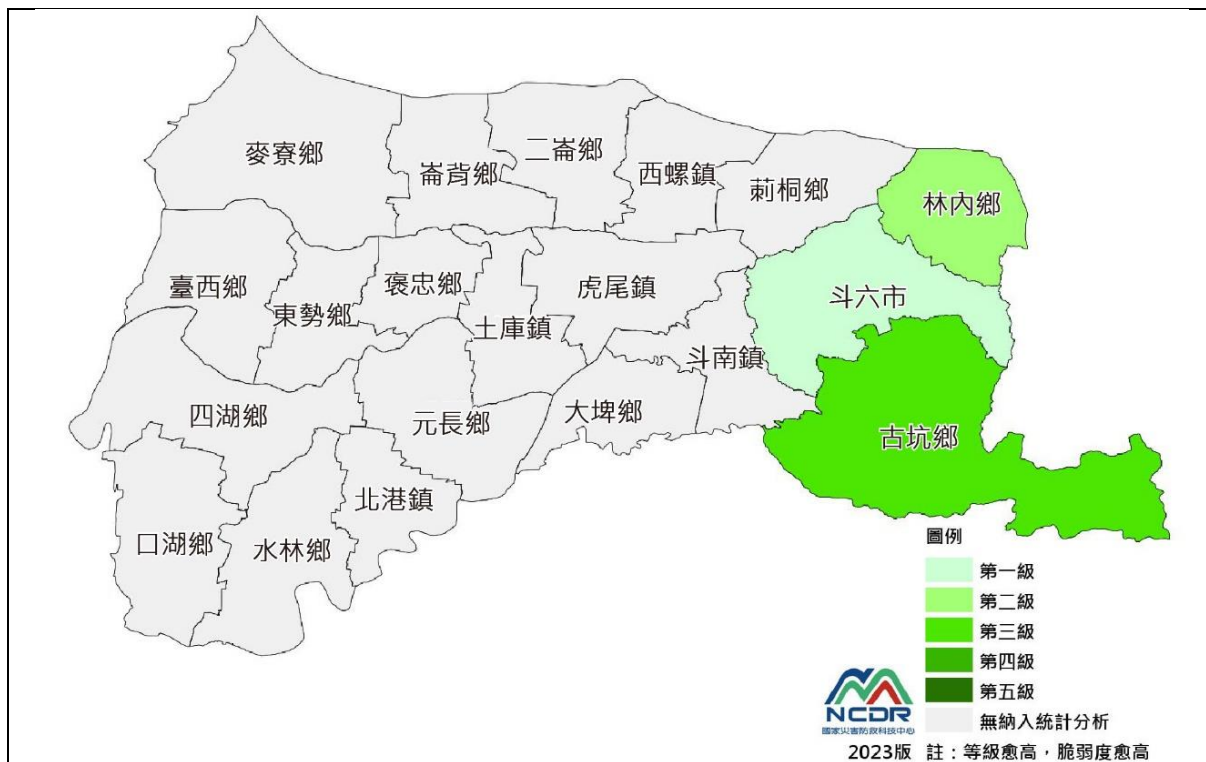 麥寮鄉
崙背鄉
二崙鄉
西螺鎮
莿桐鄉
林內鄉
臺西鄉
東勢鄉
褒忠鄉
土庫鎮
虎尾鎮
斗南鎮
斗六市
四湖鄉
元長鄉
大埤鄉
古坑鄉
口湖鄉
水林鄉
北港鎮
圖例
第一級
第二級
第三級
第四級
第五級
無納入統計分析
NCDR
國家災害防救科技中心
2023版 註：等級愈高，脆弱度愈高